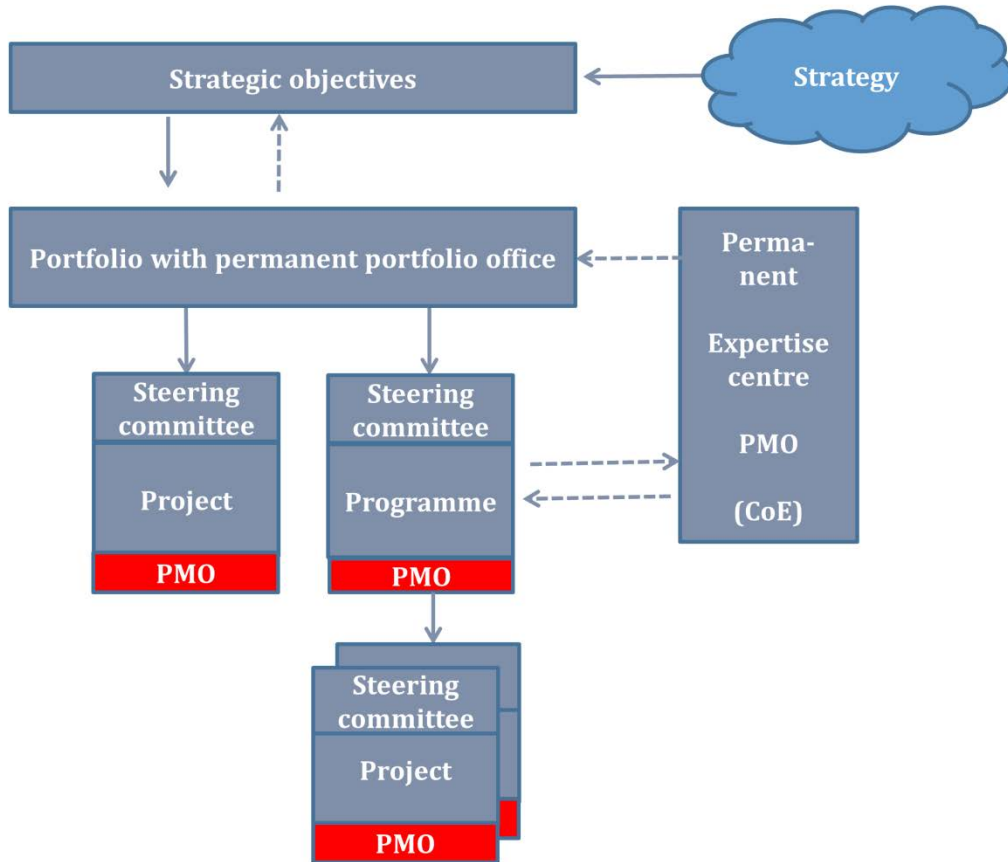 Strategic objectives
Strategy
Portfolio with permanent portfolio office
Perma-
nent
Expertise
centre
PMO
(CoE)
Steering
committee
Project
PMO
Steering
committee
Programme
PMO
Steering
committee
Project
PMO